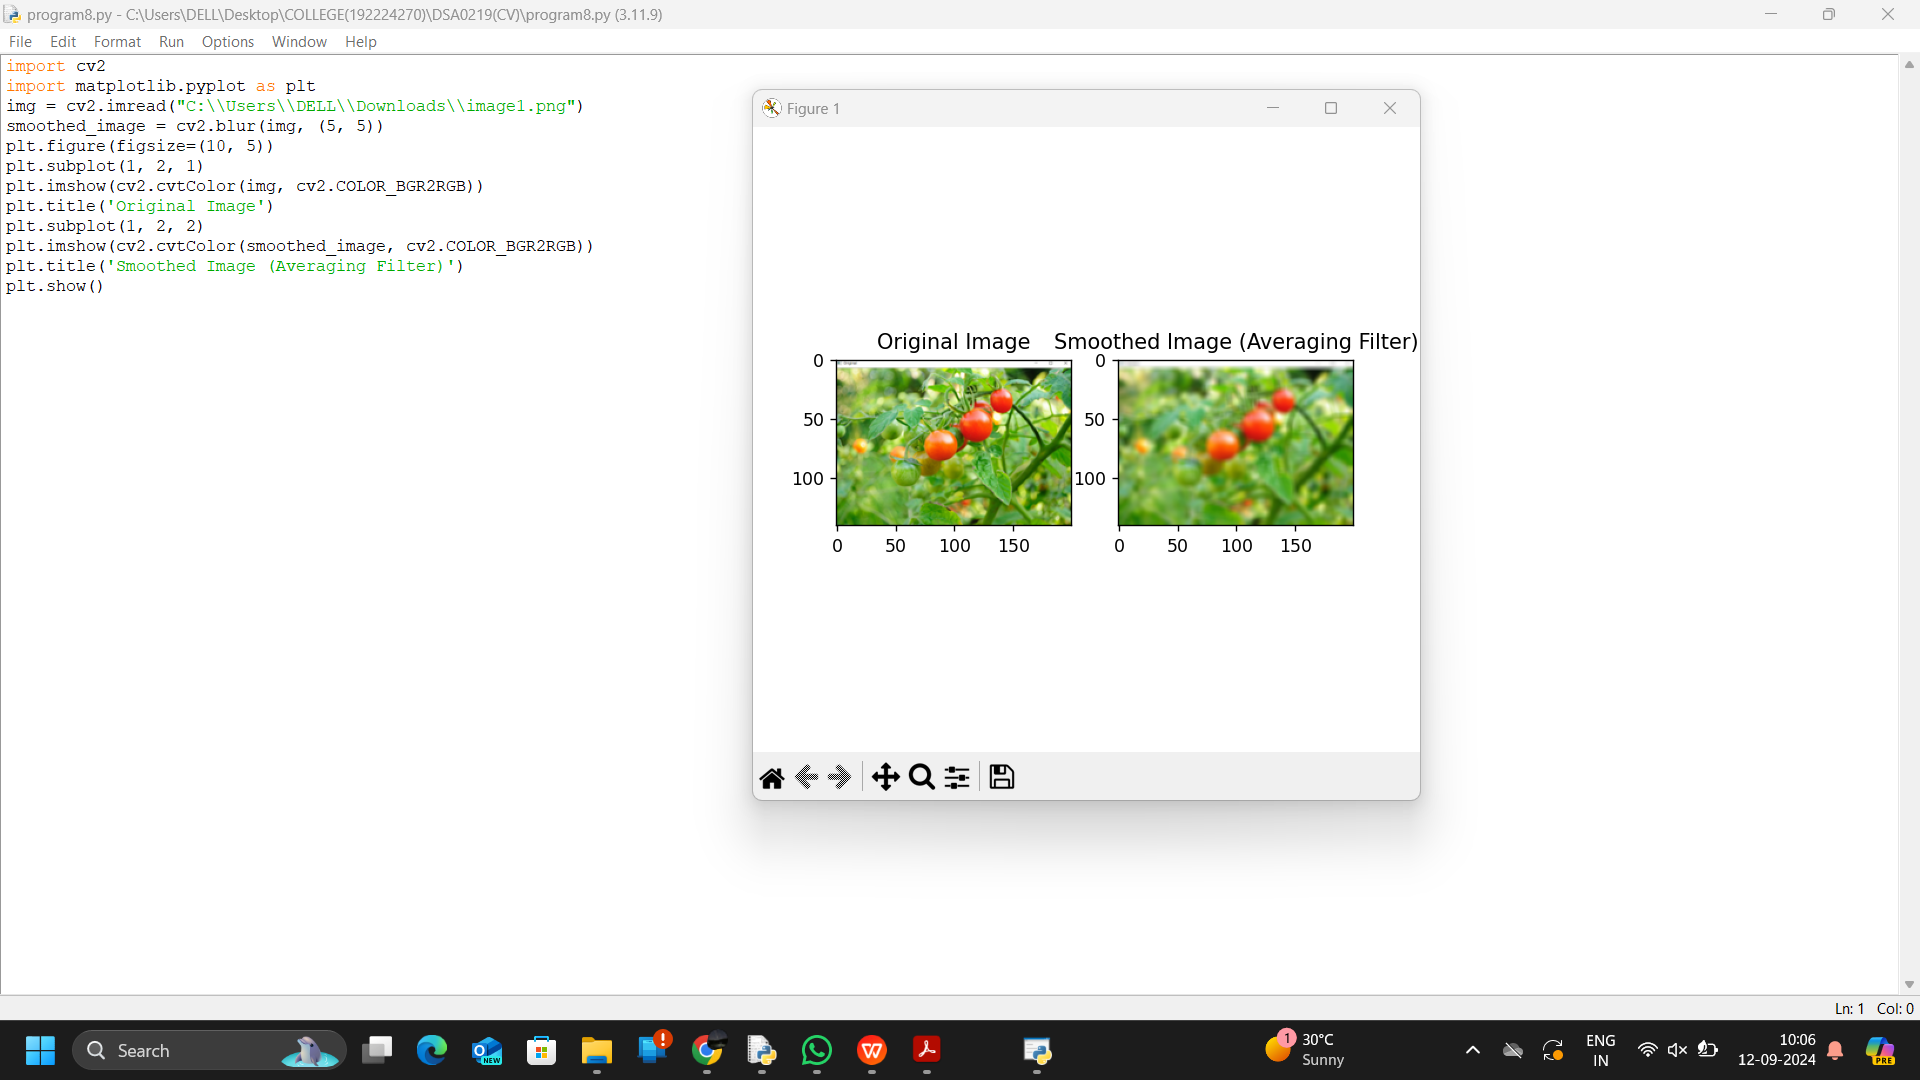 program8.py - C:\Users\DELL\Desktop\COLLEGE(192224270)\DSA0219(CV)\program8.py (3.11.9)
File Edit Format Run Options Window Help
import cv2
import matplotlib.pyplot as plt
img = cv2.imread("C:\\Users\\DELL\\Downloads\\image1.png")
smoothed_image = cv2.blur(img, (5, 5))
plt.figure(figsize=(10, 5))
plt.subplot(1, 2, 1)
plt.imshow(cv2.cvtColor(img, cv2.COLOR_BGR2RGB))
plt.title('Original Image')
plt.subplot(1, 2, 2)
plt.imshow(cv2.cvtColor(smoothed_image, cv2.COLOR_BGR2RGB))
plt.title('Smoothed Image (Averaging Filter)')
plt.show()
Figure 1
Original Image
0
50
100
0 50 100 150
Smoothed Image (Averaging Filter)
0
50
100
0 50 100 150
Ln: 1 Col: 0
Search
NEW
1
30°C
Sunny
ENG
IN
10:06
12-09-2024
PRE